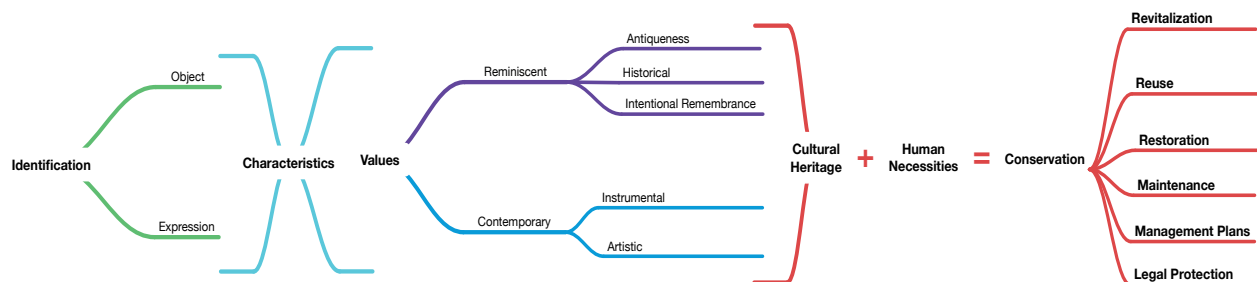 Identification
Object
Expression
Characteristics
Values
Reminiscent
Antiqueness
Historical
Intentional Remembrance
Contemporary
Instrumental
Artistic
Cultural
Heritage
+
Human
Necessities
=
Conservation
Revitalization
Reuse
Restoration
Maintenance
Management Plans
Legal Protection